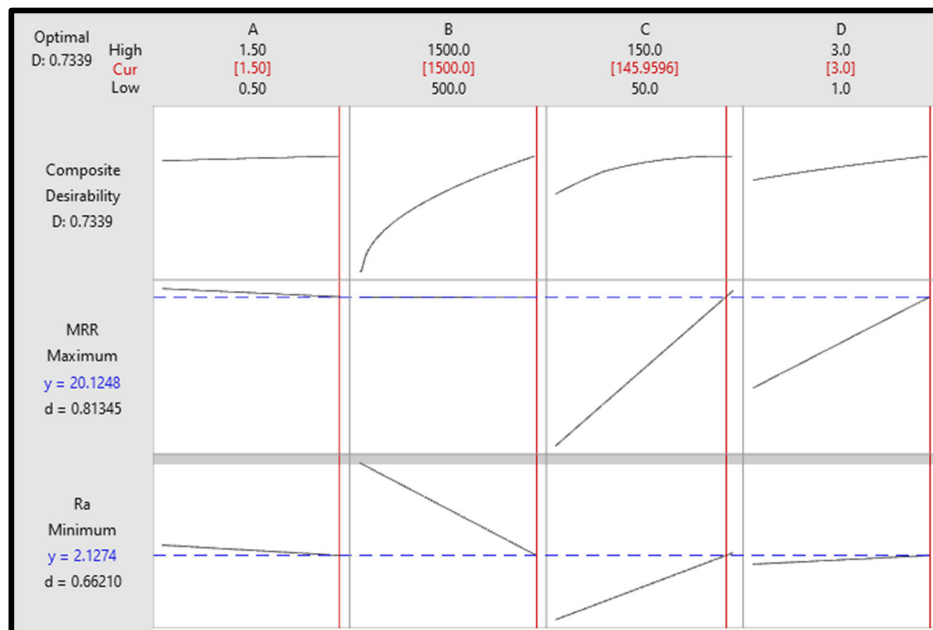 Optimal
D: 0.7339
High
Cur
Low
A
1.50
[1.50]
0.50
B
1500.0
[1500.0]
500.0
C
150.0
[145.9596]
50.0
D
3.0
[3.0]
1.0
Composite
Desirability
D: 0.7339
MRR
Maximum
y = 20.1248
d = 0.81345
Ra
Minimum
y = 2.1274
d = 0.66210